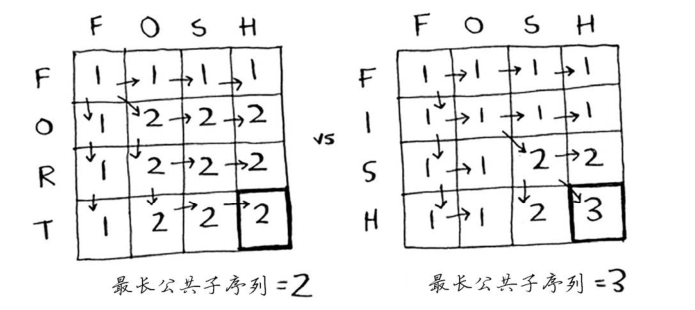 F O S H
F 1 1 1 1
O 1 2 2 2
R 1 2 2 2
T 1 2 2 2
最长公共子序列=2
vs
F O S H
F 1 1 1 1
I 1 1 1 1
S 1 1 2 2
H 1 1 2 3
最长公共子序列=3